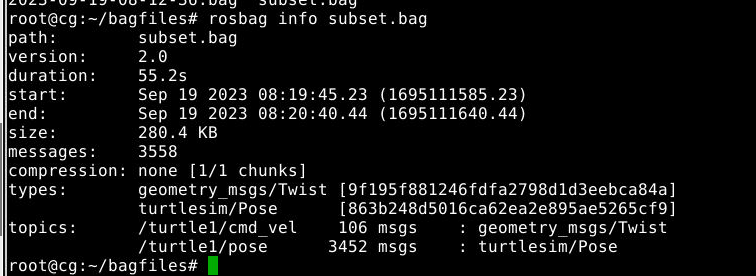 2023-09-19-08-12-36.bag  subset.bag
root@cg:~/bagfiles# rosbag info subset.bag
path:        subset.bag
version:     2.0
duration:    55.2s
start:       Sep 19 2023 08:19:45.23 (1695111585.23)
end:         Sep 19 2023 08:20:40.44 (1695111640.44)
size:        280.4 KB
messages:    3558
compression: none [1/1 chunks]
types:       geometry_msgs/Twist [9f195f881246fdfa2798d1d3eebca84a]
             turtlesim/Pose      [863b248d5016ca62ea2e895ae5265cf9]
topics:      /turtle1/cmd_vel    106 msgs    : geometry_msgs/Twist
             /turtle1/pose      3452 msgs    : turtlesim/Pose
root@cg:~/bagfiles#